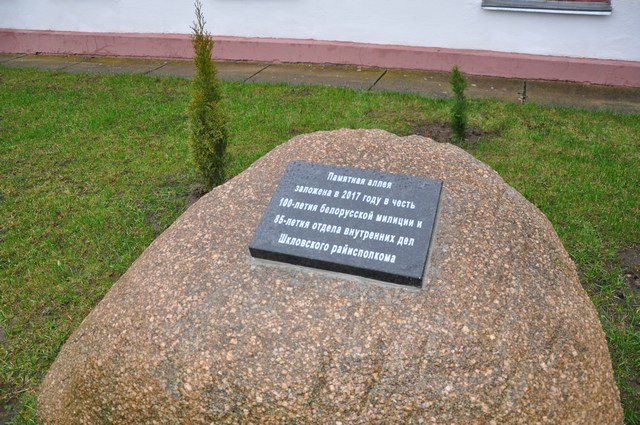 Памятная аллея
заложена в 2017 году в честь
100-летия белорусской милиции и
85-летия отдела внутренних дел
Шкловского райисполкома